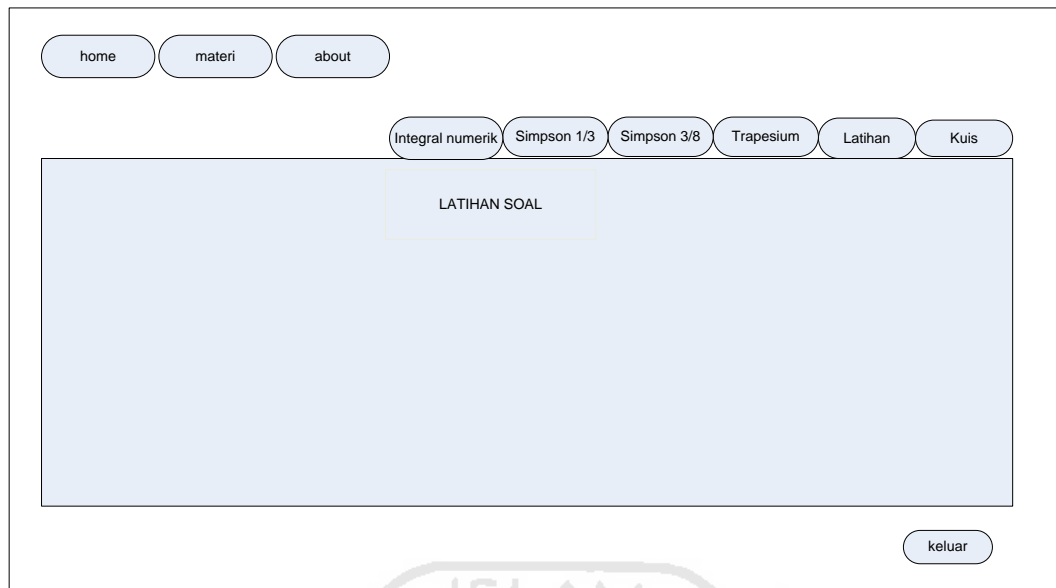 home materi about
Integral numerik Simpson 1/3 Simpson 3/8 Trapesium Latihan Kuis
LATIHAN SOAL
keluar